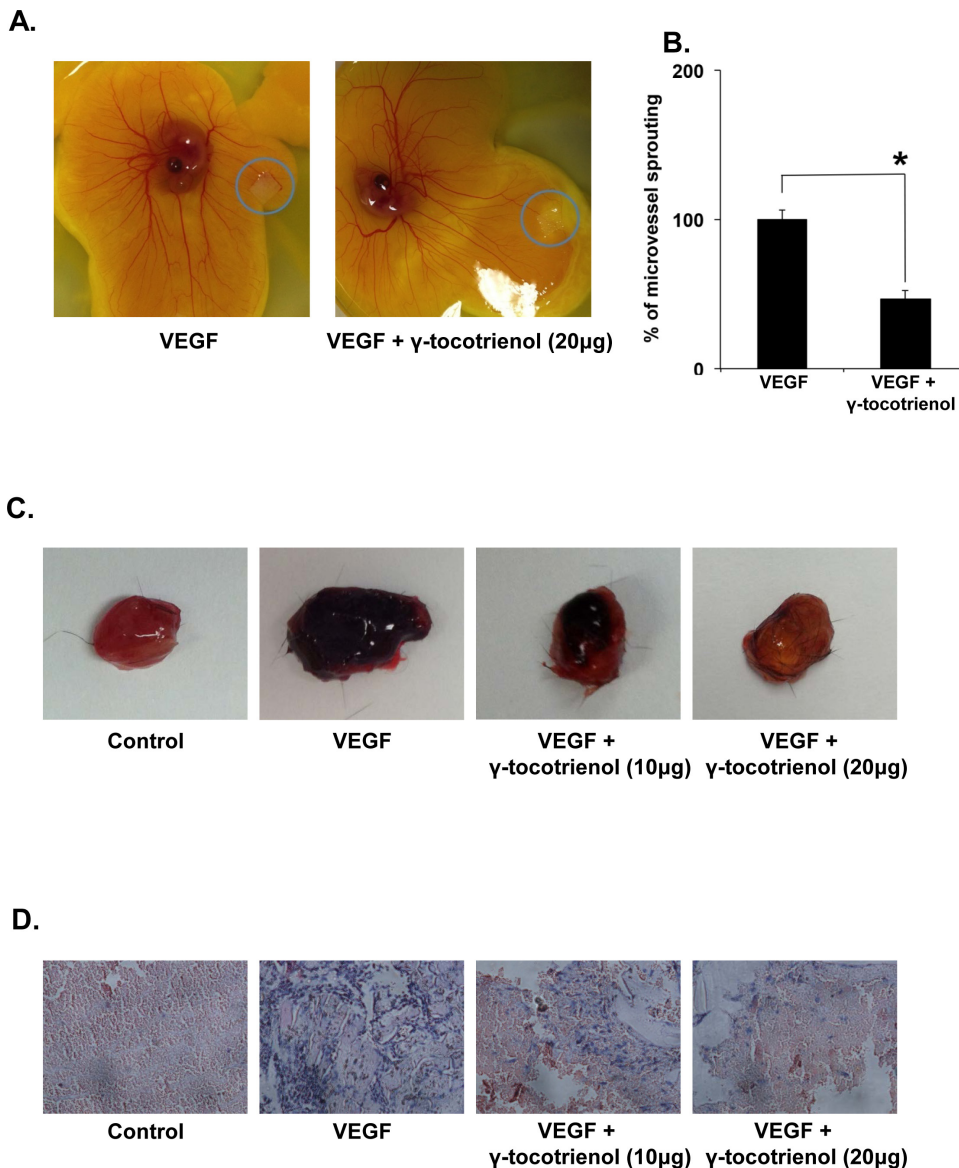 A.
VEGF
VEGF + γ-tocotrienol (20μg)
B.
% of microvessel sprouting
200
100
0
*
VEGF
VEGF +
γ-tocotrienol
C.
Control
VEGF
VEGF +
γ-tocotrienol (10μg)
VEGF +
γ-tocotrienol (20μg)
D.
Control
VEGF
VEGF +
γ-tocotrienol (10μg)
VEGF +
γ-tocotrienol (20μg)